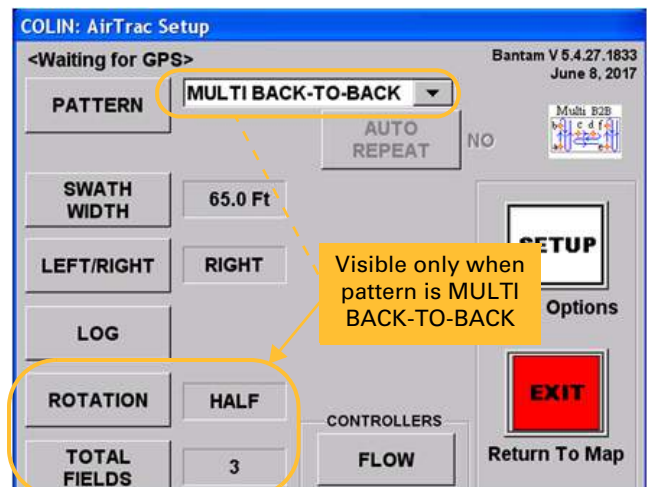 COLIN: AirTrac Setup
<Waiting for GPS>
Bantam V 5.4.27.1833
June 8, 2017
PATTERN
MULTI BACK-TO-BACK
AUTO
REPEAT
NO
Multi B2B
b c d f
a e
SWATH
WIDTH
65.0 Ft
LEFT/RIGHT
RIGHT
Visible only when
pattern is MULTI
BACK-TO-BACK
SETUP
Options
LOG
ROTATION
HALF
EXIT
CONTROLLERS
TOTAL
FIELDS
3
FLOW
Return To Map